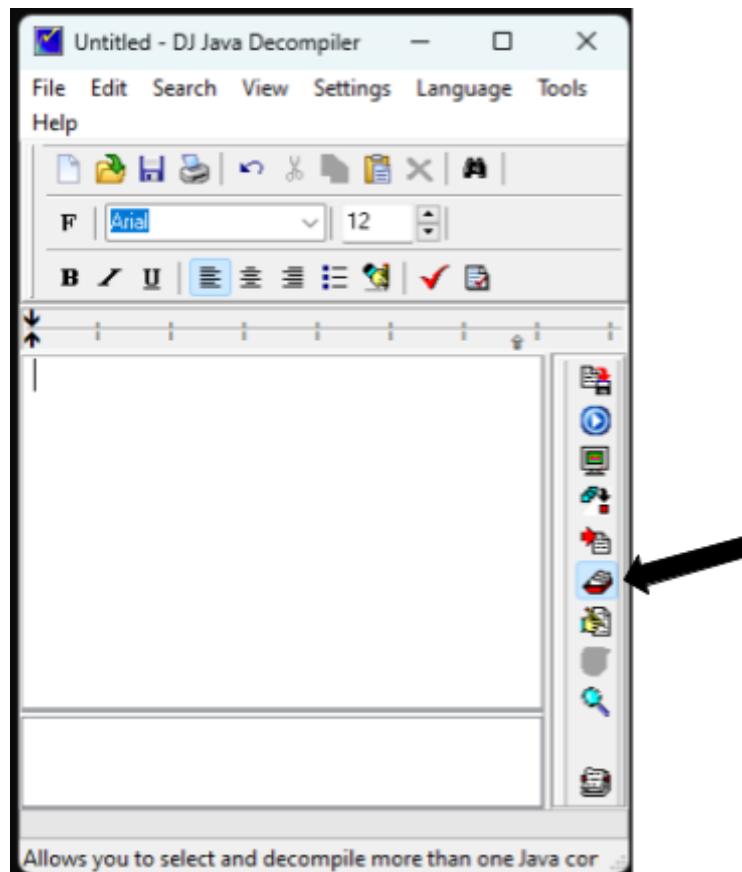 Untitled - DJ Java Decompiler
File Edit Search View Settings Language Tools
Help
F Arial 12
B I U
Allows you to select and decompile more than one Java cor